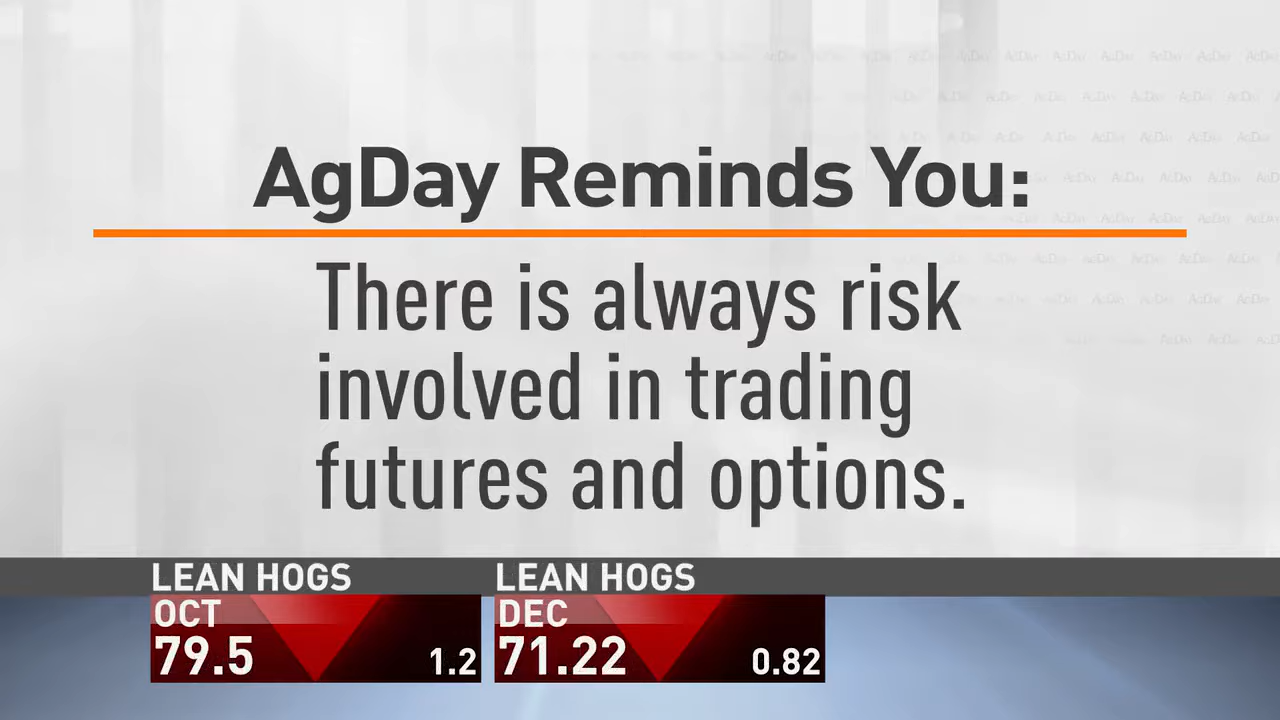 AgDay Reminds You:
There is always risk
involved in trading
futures and options.
LEAN HOGS
OCT
79.5 1.2
LEAN HOGS
DEC
71.22 0.82